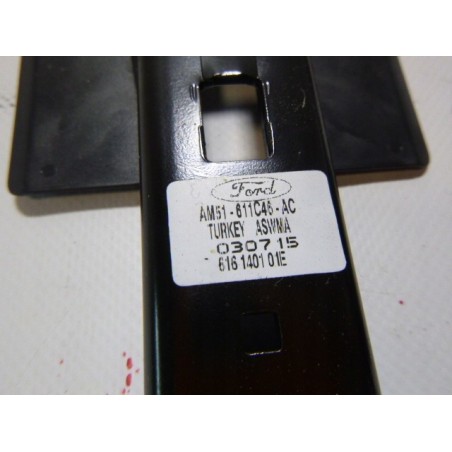 Ford
AM51-611C46-AC
TURKEY ASWMA
030715
616 1401 01E